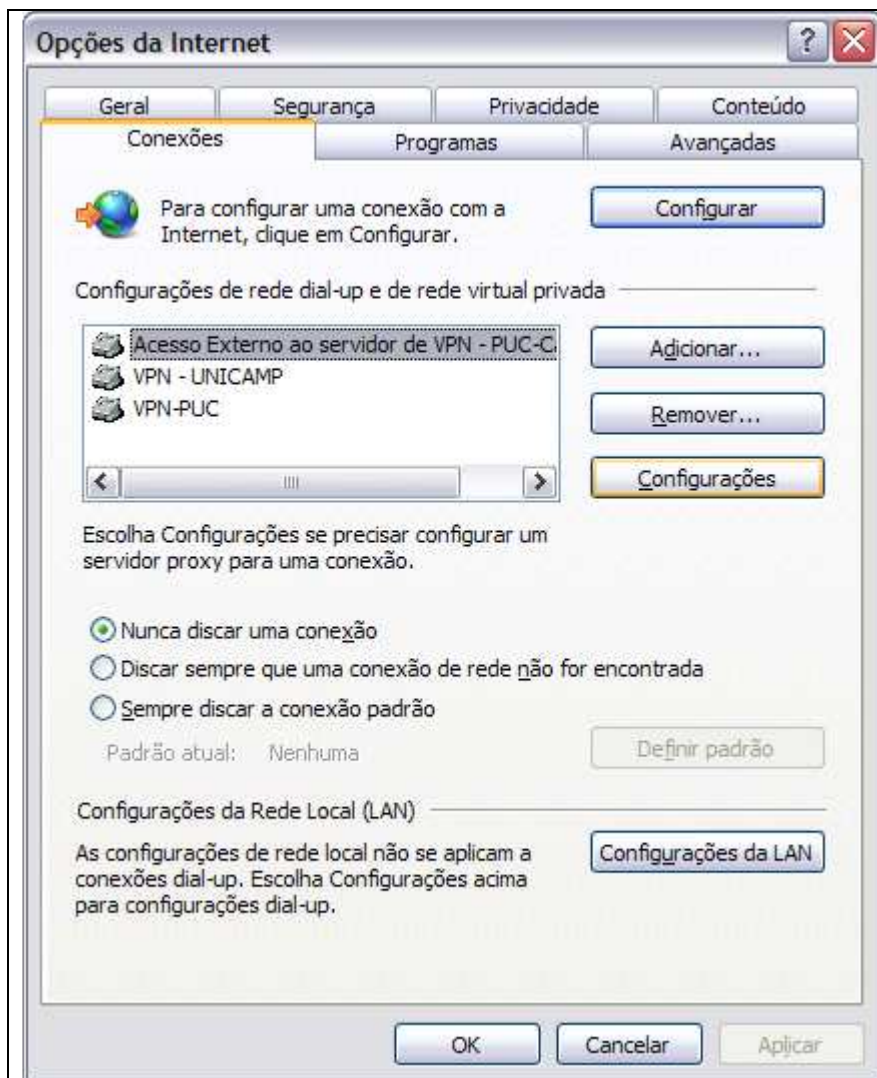 Opções da Internet
Geral
Segurança
Privacidade
Conteúdo
Conexões
Programas
Avançadas
Para configurar uma conexão com a
Internet, clique em Configurar.
Configurar
Configurações de rede dial-up e de rede virtual privada
Acesso Externo ao servidor de VPN - PUC-C
VPN - UNICAMP
VPN-PUC
Adicionar...
Remover...
Configurações
Escolha Configurações se precisar configurar um
servidor proxy para uma conexão.
Nunca discar uma conexão
Discar sempre que uma conexão de rede não for encontrada
Sempre discar a conexão padrão
Padrão atual: Nenhuma
Definir padrão
Configurações da Rede Local (LAN)
As configurações de rede local não se aplicam a
conexões dial-up. Escolha Configurações acima
para configurações dial-up.
Configurações da LAN
OK
Cancelar
Aplicar